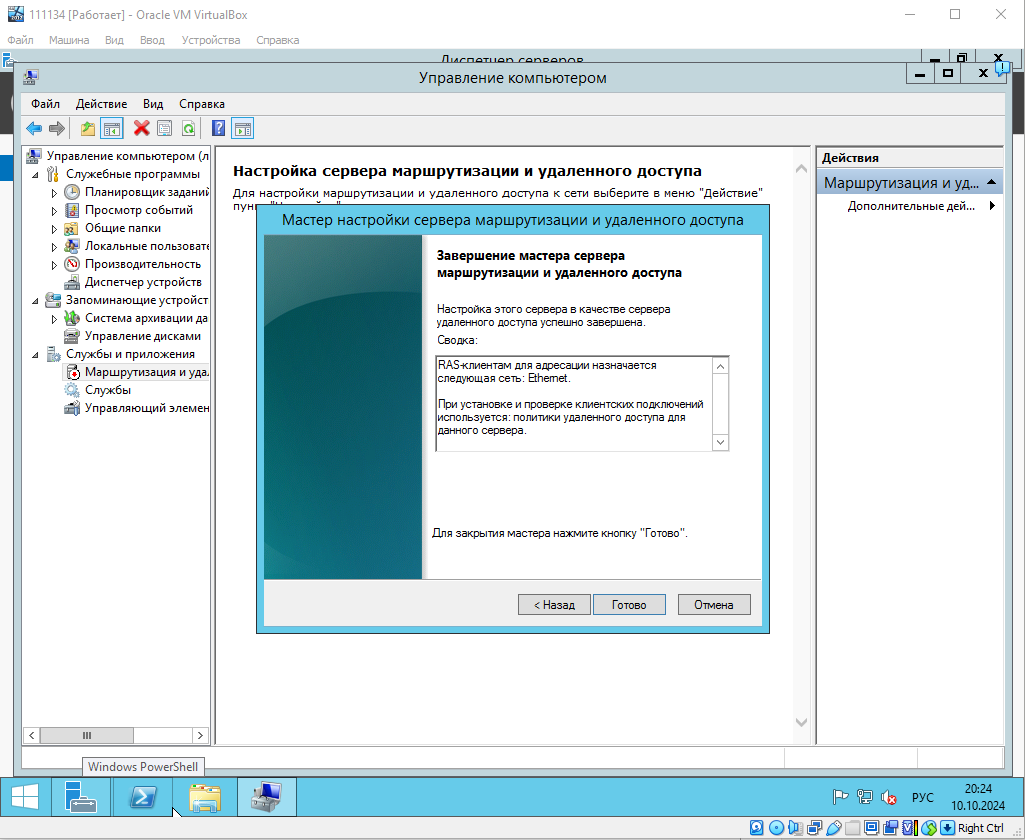 111134 [Работает] - Oracle VM VirtualBox
Файл Машина Вид Ввод Устройства Справка
Диспетчер серверов
Управление компьютером
Файл Действие Вид Справка
Управление компьютером (л
Служебные программы
Планировщик заданий
Просмотр событий
Общие папки
Локальные пользовате
Производительность
Диспетчер устройств
Запоминающие устройст
Система архивации да
Управление дисками
Службы и приложения
Маршрутизация и уда
Службы
Управляющий элемен
Настройка сервера маршрутизации и удаленного доступа
Для настройки маршрутизации и удаленного доступа к сети выберите в меню "Действие"
Мастер настройки сервера маршрутизации и удаленного доступа
Завершение мастера сервера
маршрутизации и удаленного доступа
Настройка этого сервера в качестве сервера
удаленного доступа успешно завершена.
Сводка:
RAS-клиентам для адресации назначается
следующая сеть: Ethernet.
При установке и проверке клиентских подключений
используется: политики удаленного доступа для
данного сервера.
Для закрытия мастера нажмите кнопку "Готово".
< Назад Готово Отмена
Действия
Маршрутизация и уд...
Дополнительные дей...
Windows PowerShell
РУС
20:24
10.10.2024
Right Ctrl